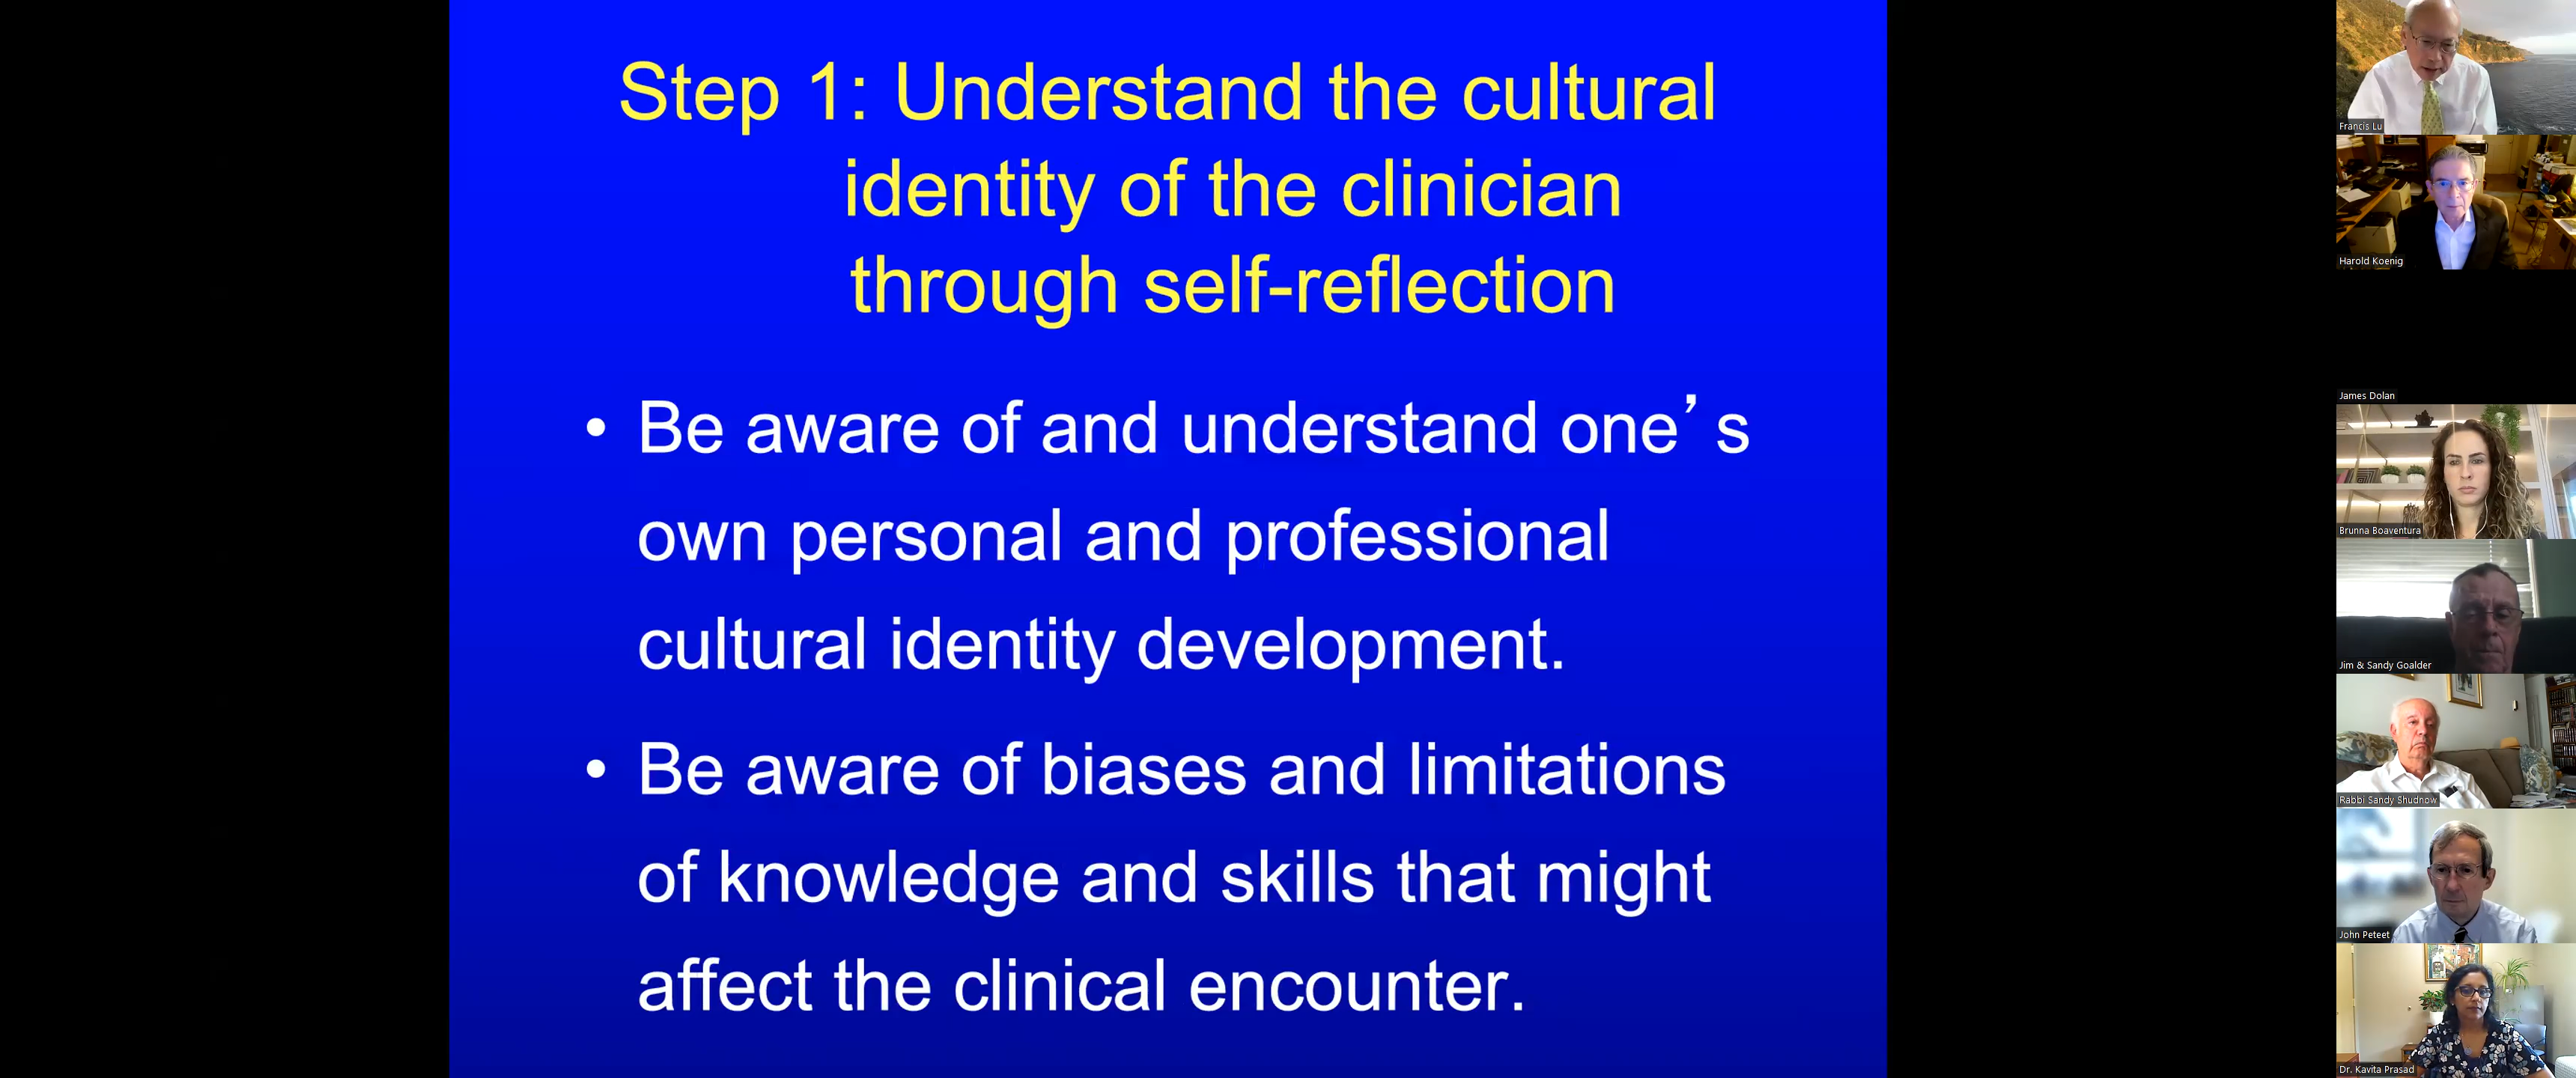 Step 1: Understand the cultural
identity of the clinician
through self-reflection
• Be aware of and understand one’s
own personal and professional
cultural identity development.
• Be aware of biases and limitations
of knowledge and skills that might
affect the clinical encounter.
Francis Lu
Harold Koenig
James Dolan
Brunna Boaventura
Jim & Sandy Goalder
Rabbi Sandy Shudnow
John Peteet
Dr. Kavita Prasad